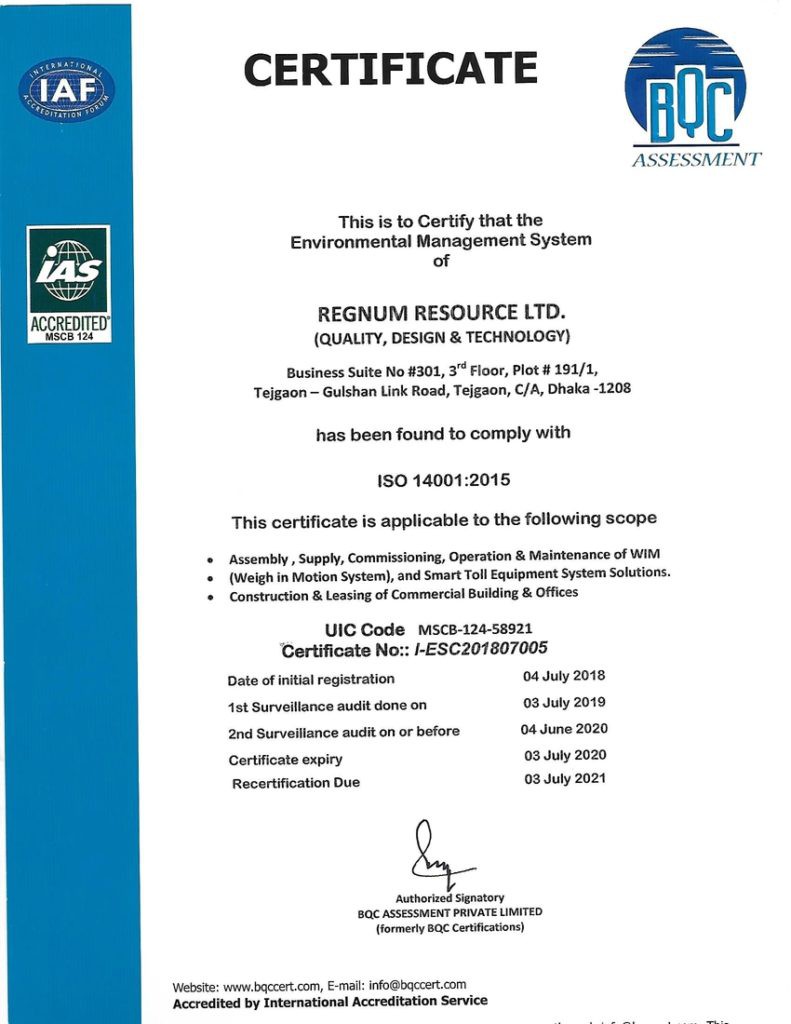 CERTIFICATE
INTERNATIONAL
IAF
ACCREDITATION FORUM
BQC
ASSESSMENT
iAS
ACCREDITED®
MSCB 124
This is to Certify that the
Environmental Management System
of
REGNUM RESOURCE LTD.
(QUALITY, DESIGN & TECHNOLOGY)
Business Suite No #301, 3rd Floor, Plot # 191/1,
Tejgaon – Gulshan Link Road, Tejgaon, C/A, Dhaka -1208
has been found to comply with
ISO 14001:2015
This certificate is applicable to the following scope
• Assembly , Supply, Commissioning, Operation & Maintenance of WIM
• (Weigh in Motion System), and Smart Toll Equipment System Solutions.
• Construction & Leasing of Commercial Building & Offices
UIC Code MSCB-124-58921
Certificate No:: I-ESC201807005
Date of initial registration 04 July 2018
1st Surveillance audit done on 03 July 2019
2nd Surveillance audit on or before 04 June 2020
Certificate expiry 03 July 2020
Recertification Due 03 July 2021
Authorized Signatory
BQC ASSESSMENT PRIVATE LIMITED
(formerly BQC Certifications)
Website: www.bqccert.com, E-mail: info@bqccert.com
Accredited by International Accreditation Service